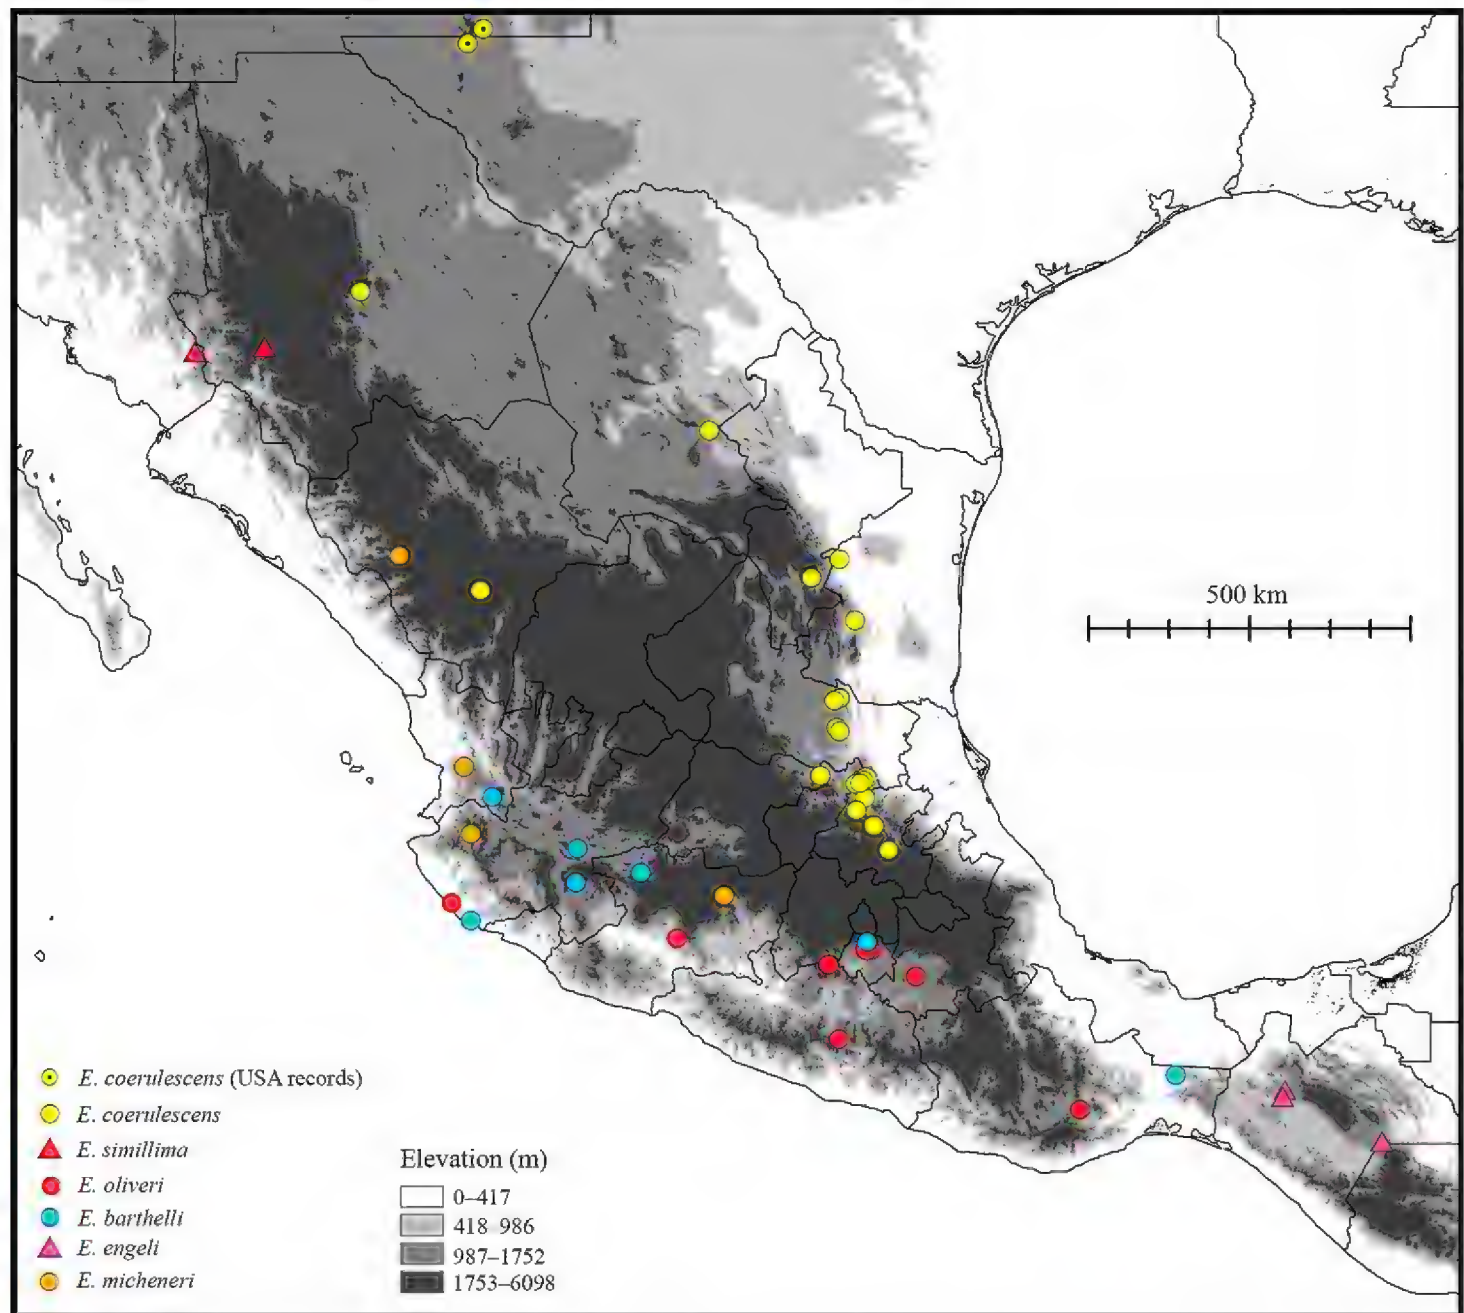 500 km
E. coerulescens (USA records)
E. coerulescens
E. simillima
E. oliveri
E. barthelli
E. engeli
E. micheneri
Elevation (m)
0–417
418–986
987–1752
1753–6098